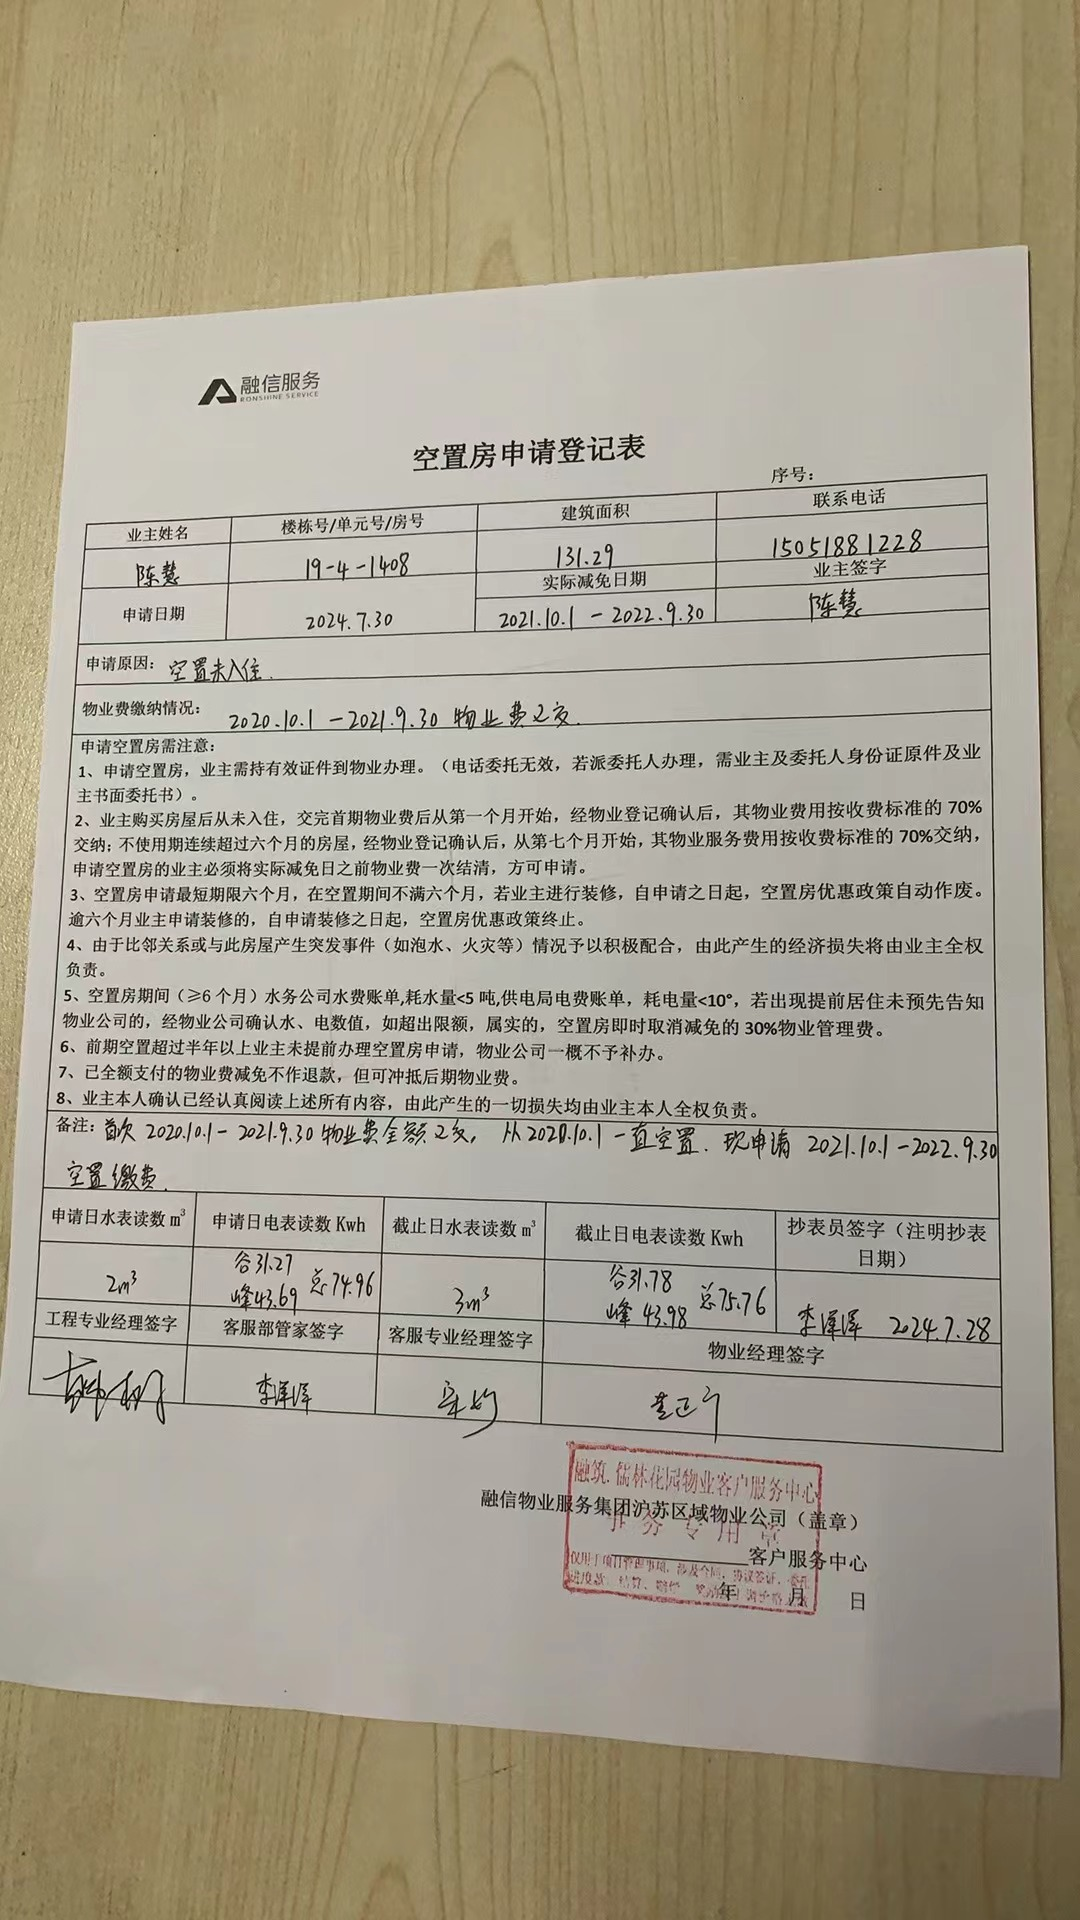 融信服务
RONSHINE SERVICE
空置房申请登记表
序号：
业主姓名 楼栋号/单元号/房号 建筑面积 联系电话
陈慧 19-4-1408 131.29 15051881228
实际减免日期 业主签字
申请日期 2024.7.30 2021.10.1 - 2022.9.30 陈慧
申请原因：空置未入住.
物业费缴纳情况： 2020.10.1 - 2021.9.30 物业费已交.
申请空置房需注意：
1、申请空置房，业主需持有效证件到物业办理。（电话委托无效，若派委托人办理，需业主及委托人身份证原件及业
主书面委托书）。
2、业主购买房屋后从未入住，交完首期物业费后从第一个月开始，经物业登记确认后，其物业费用按收费标准的 70%
交纳；不使用期连续超过六个月的房屋，经物业登记确认后，从第七个月开始，其物业服务费用按收费标准的 70%交纳，
申请空置房的业主必须将实际减免日之前物业费一次结清，方可申请。
3、空置房申请最短期限六个月，在空置期间不满六个月，若业主进行装修，自申请之日起，空置房优惠政策自动作废。
逾六个月业主申请装修的，自申请装修之日起，空置房优惠政策终止。
4、由于比邻关系或与此房屋产生突发事件（如泡水、火灾等）情况予以积极配合，由此产生的经济损失将由业主全权
负责。
5、空置房期间（≥6 个月）水务公司水费账单,耗水量<5 吨,供电局电费账单，耗电量<10°，若出现提前居住未预先告知
物业公司的，经物业公司确认水、电数值，如超出限额，属实的，空置房即时取消减免的 30%物业管理费。
6、前期空置超过半年以上业主未提前办理空置房申请，物业公司一概不予补办。
7、已全额支付的物业费减免不作退款，但可冲抵后期物业费。
8、业主本人确认已经认真阅读上述所有内容，由此产生的一切损失均由业主本人全权负责。
备注：首次 2020.10.1 - 2021.9.30 物业费全额已交, 从 2020.10.1 一直空置. 现申请 2021.10.1 - 2022.9.30
空置缴费.
申请日水表读数 m³ 申请日电表读数 Kwh 截止日水表读数 m³ 截止日电表读数 Kwh 抄表员签字（注明抄表
日期）
2m³ 谷31.27 峰43.69 总74.96 3m³ 谷31.78 峰 43.98 总75.76 李泽泽 2024.7.28
工程专业经理签字 客服部管家签字 客服专业经理签字 物业经理签字
李泽泽
融筑.儒林花园物业客户服务中心
融信物业服务集团沪苏区域物业公司（盖章）
事务专用章
客户服务中心
年 月 日